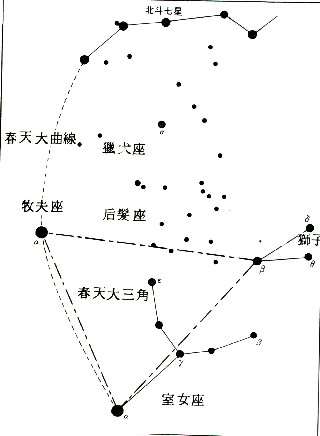 北斗七星
春天大曲線
α
獵犬座
牧夫座
α
后髮座
δ
獅子
β
θ
春天大三角
ε
γ
β
α
室女座